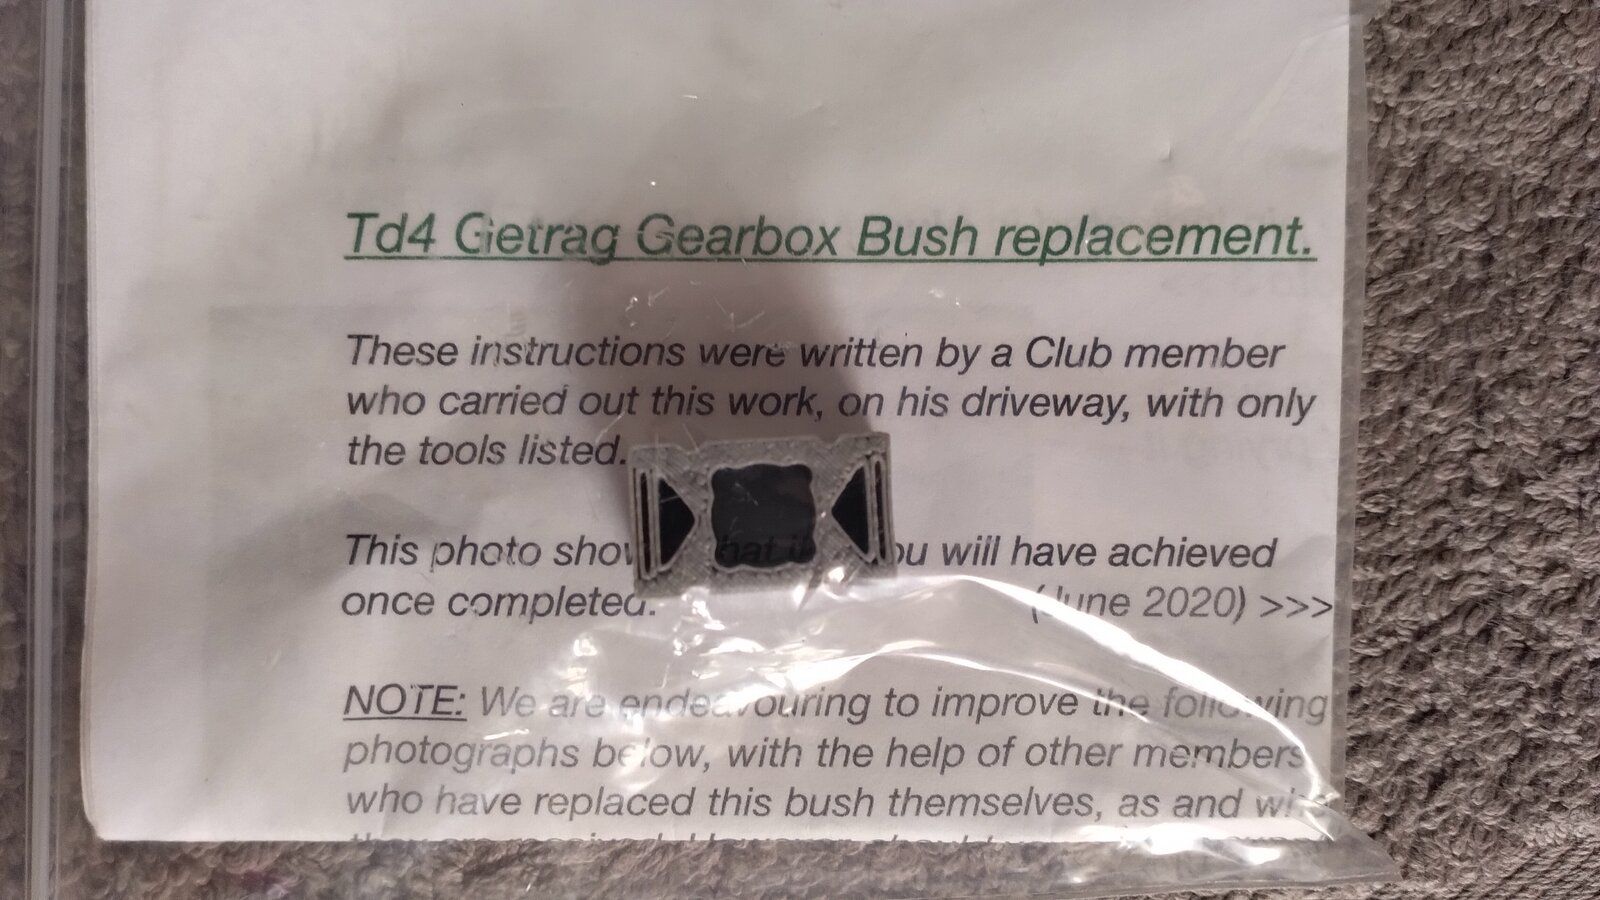 Td4 Getrag Gearbox Bush replacement.
These instructions were written by a Club member
who carried out this work, on his driveway, with only
the tools listed.
This photo you will have achieved
once completed. (June 2020) >>>
NOTE: We are endeavouring to improve the following
photographs below, with the help of other members
who have replaced this bush themselves, as and